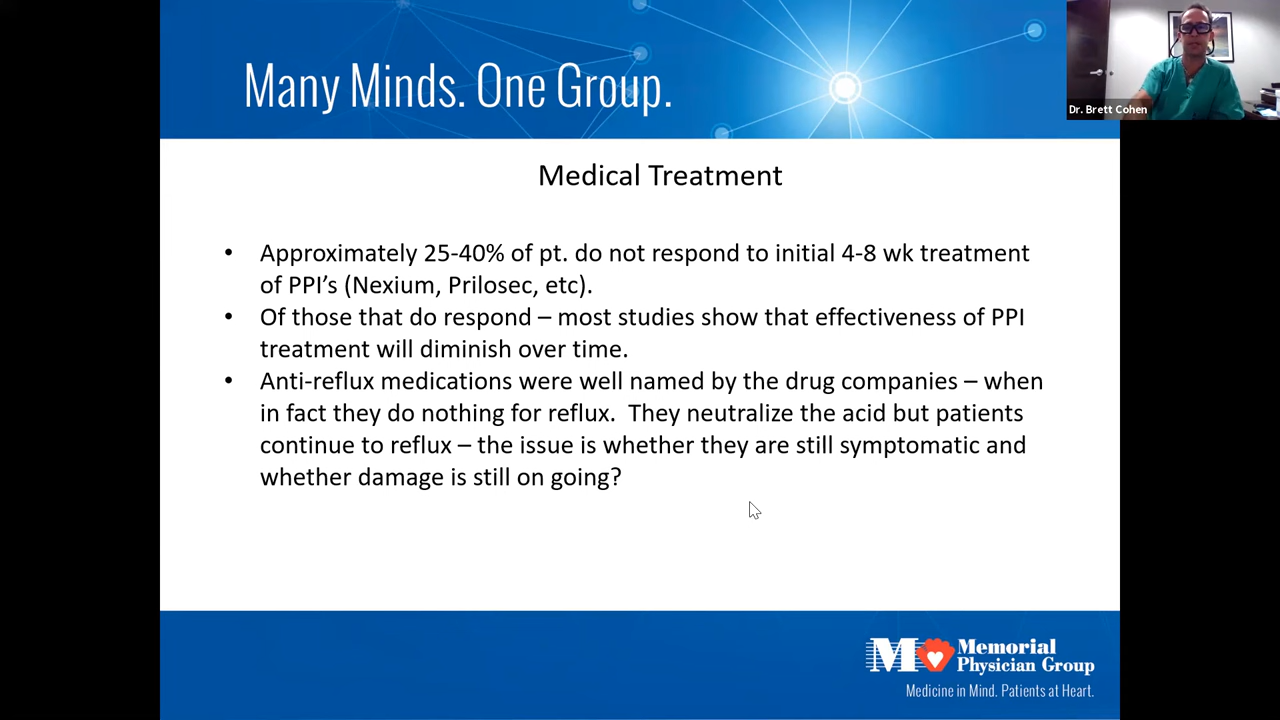 Many Minds. One Group.
Dr. Brett Cohen
Medical Treatment
• Approximately 25-40% of pt. do not respond to initial 4-8 wk treatment
of PPI’s (Nexium, Prilosec, etc).
• Of those that do respond – most studies show that effectiveness of PPI
treatment will diminish over time.
• Anti-reflux medications were well named by the drug companies – when
in fact they do nothing for reflux.  They neutralize the acid but patients
continue to reflux – the issue is whether they are still symptomatic and
whether damage is still on going?
M Memorial
Physician Group
Medicine in Mind. Patients at Heart.